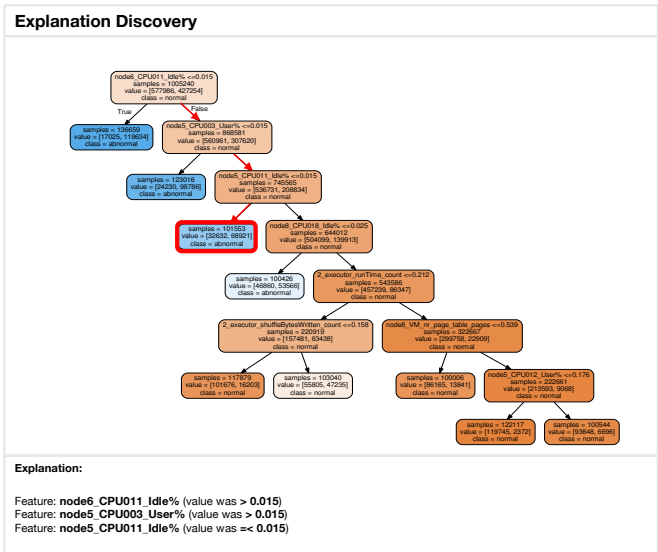 Explanation Discovery
node6_CPU011_Idle% <=0.015
samples = 1005240
value = [577986, 427254]
class = normal
True
False
samples = 136659
value = [17025, 119634]
class = abnormal
node5_CPU003_User% <=0.015
samples = 868581
value = [560961, 307620]
class = normal
samples = 123016
value = [24230, 98786]
class = abnormal
node5_CPU011_Idle% <=0.015
samples = 745565
value = [536731, 208834]
class = normal
samples = 101553
value = [32632, 68921]
class = abnormal
node8_CPU018_Idle% <=0.025
samples = 644012
value = [504099, 139913]
class = normal
samples = 100426
value = [46860, 53566]
class = abnormal
2_executor_runTime_count <=0.212
samples = 543586
value = [457239, 86347]
class = normal
2_executor_shuffleBytesWritten_count <=0.158
samples = 220919
value = [157481, 63438]
class = normal
node8_VM_nr_page_table_pages <=0.539
samples = 322667
value = [299758, 22909]
class = normal
samples = 117879
value = [101676, 16203]
class = normal
samples = 103040
value = [55805, 47235]
class = normal
samples = 100006
value = [86165, 13841]
class = normal
node5_CPU012_User% <=0.176
samples = 222661
value = [213593, 9068]
class = normal
samples = 122117
value = [119745, 2372]
class = normal
samples = 100544
value = [93848, 6696]
class = normal
Explanation:
Feature: node6_CPU011_Idle% (value was > 0.015)
Feature: node5_CPU003_User% (value was > 0.015)
Feature: node5_CPU011_Idle% (value was =< 0.015)